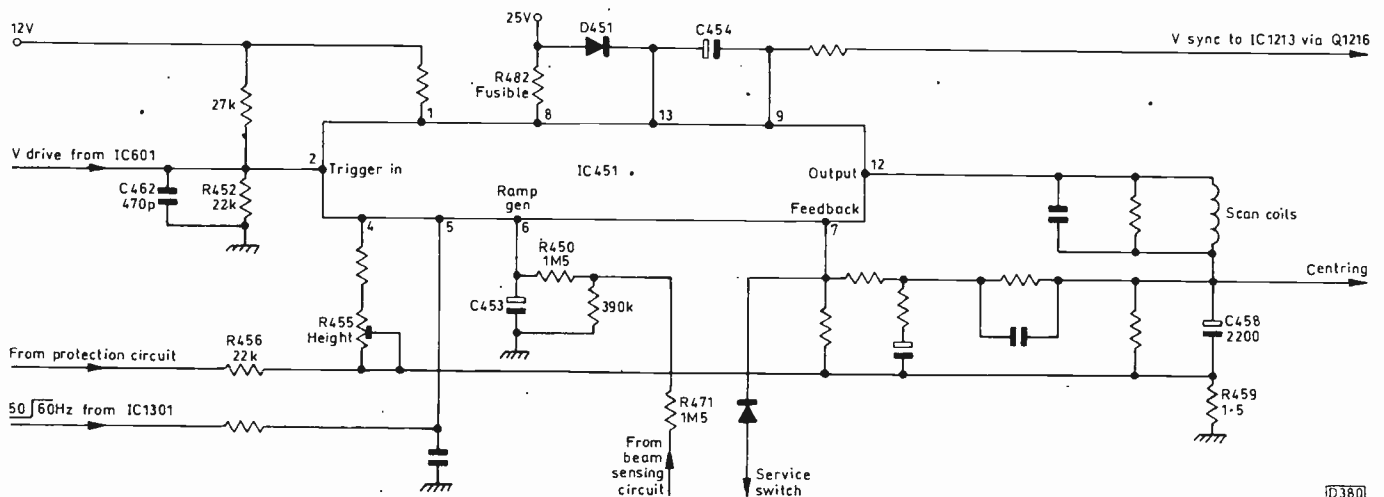 12V
25V
D451
C454
V sync to IC1213 via Q1216
R482
Fusible
27k
1
8
13
9
V drive from IC601
2
Trigger in
IC451
12
Output
C462
470p
R452
22k
Ramp
gen
Feedback
Scan coils
4
5
6
7
R450
1M5
C453
390k
Centring
R455
Height
C458
2200
From protection circuit
R456
22k
R459
1·5
50 60Hz from IC1301
R471
1M5
From
beam
sensing
circuit
Service
switch
D380